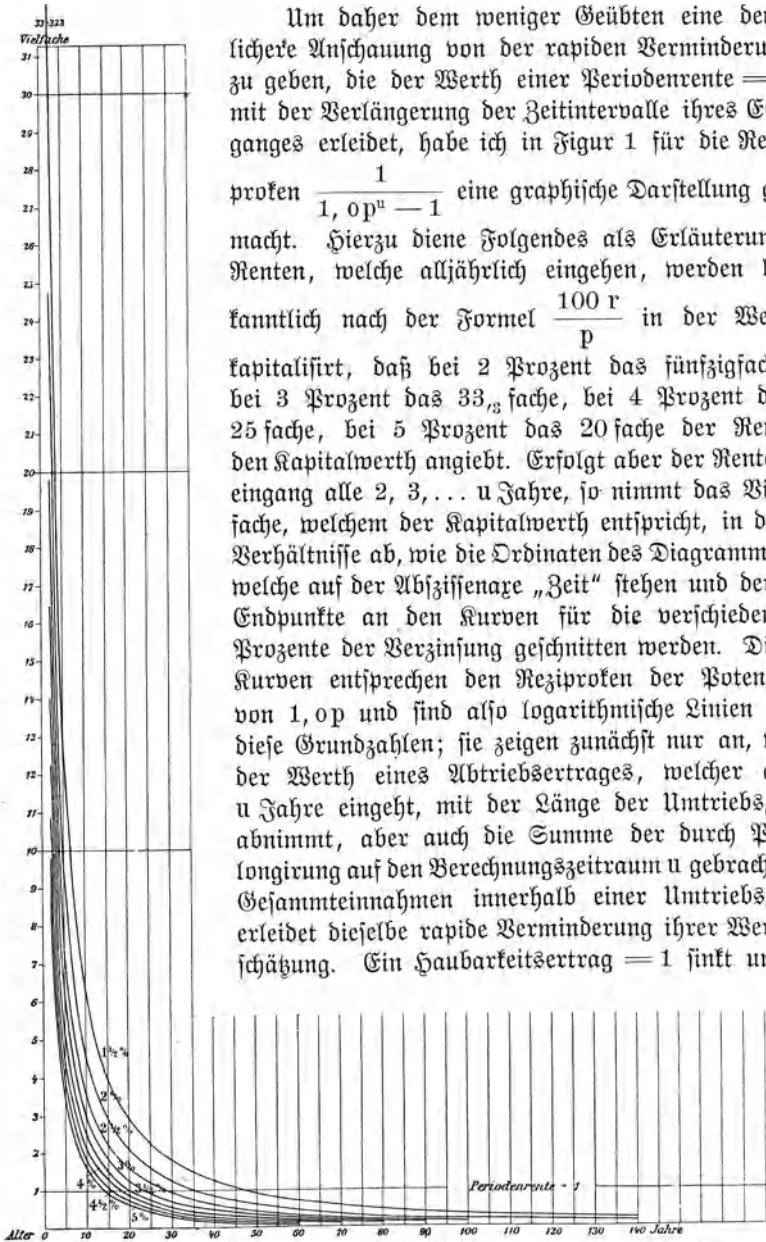 33·323
Vielfache
Um daher dem weniger Geübten eine
lichere Anschauung von der rapiden Verminderu
zu geben, die der Werth einer Periodenrente =
mit der Verlängerung der Zeitintervalle ihres
ganges erleidet, habe ich in Figur 1 für die Re
proken 1 / 1, op^u — 1 eine graphische Darstellung g
macht. Hierzu diene Folgendes als Erläuterun
Renten, welche alljährlich eingehen, werden
kanntlich nach der Formel 100 r / p in der We
kapitalisirt, daß bei 2 Prozent das fünfzigfac
bei 3 Prozent das 33,3 fache, bei 4 Prozent d
25 fache, bei 5 Prozent das 20 fache der Ren
den Kapitalwerth angiebt. Erfolgt aber der Rente
eingang alle 2, 3,... u Jahre, so nimmt das Vi
fache, welchem der Kapitalwerth entspricht, in d
Verhältnisse ab, wie die Ordinaten des Diagramm
welche auf der Abszissenaxe „Zeit“ stehen und der
Endpunkte an den Kurven für die verschieden
Prozente der Verzinsung geschnitten werden. Di
Kurven entsprechen den Reziproken der Poten
von 1, op und sind also logarithmische Linien
diese Grundzahlen; sie zeigen zunächst nur an,
der Werth eines Abtriebsertrages, welcher
u Jahre eingeht, mit der Länge der Umtriebs
abnimmt, aber auch die Summe der durch P
longirung auf den Berechnungszeitraum u gebrach
Gesammteinnahmen innerhalb einer Umtriebs
erleidet dieselbe rapide Verminderung ihrer Wer
schätzung. Ein Haubarkeitsertrag = 1 sinkt un
31
30
29
28
27
26
25
24
23
22
21
20
19
18
17
16
15
14
13
12
11
10
9
8
7
6
5
4
3
2
1
1½%
2%
2½%
3%
3½%
4%
4½%
5%
Periodenrente = 1
Alter 0 10 20 30 40 50 60 70 80 90 100 110 120 130 140 Jahre